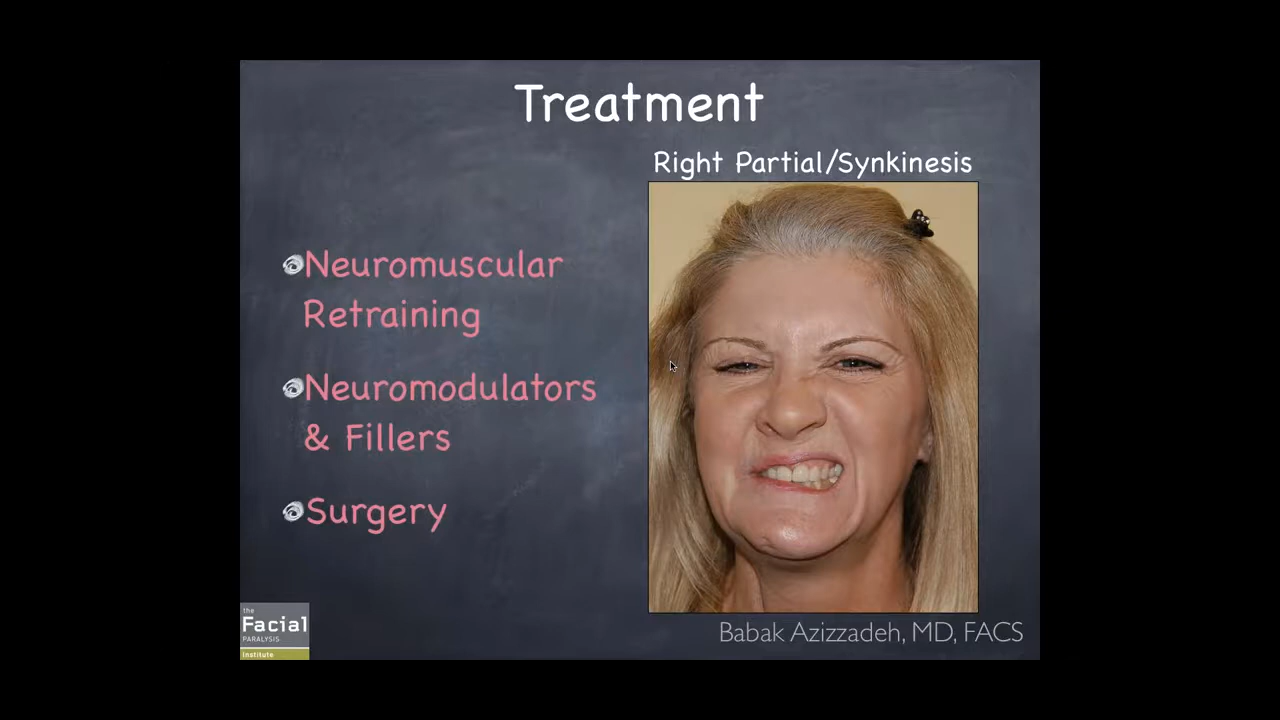 Treatment
Right Partial/Synkinesis
Neuromuscular
Retraining
Neuromodulators
& Fillers
Surgery
the
Facial
PARALYSIS
Institute
Babak Azizzadeh, MD, FACS